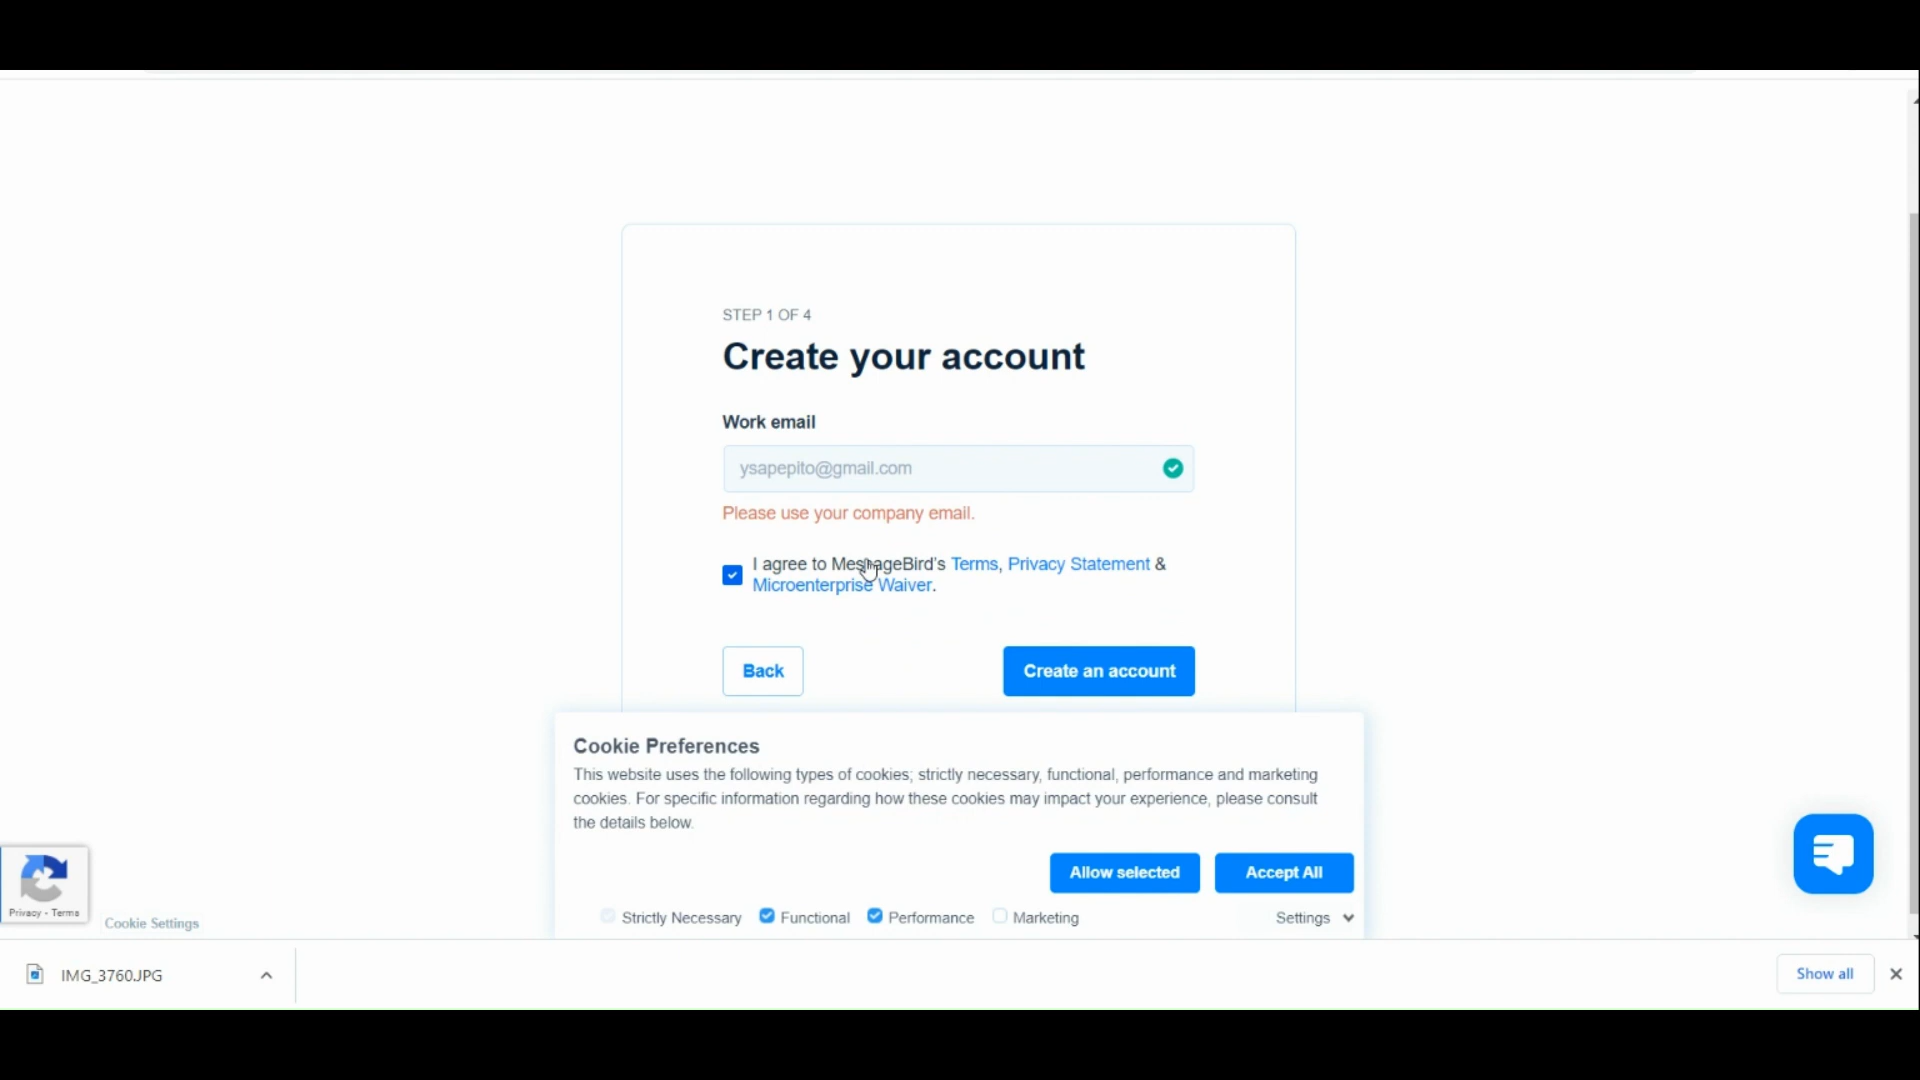 STEP 1 OF 4
Create your account
Work email
ysapepito@gmail.com
Please use your company email.
I agree to MessageBird's Terms, Privacy Statement &
Microenterprise Waiver.
Back
Create an account
Cookie Preferences
This website uses the following types of cookies; strictly necessary, functional, performance and marketing
cookies. For specific information regarding how these cookies may impact your experience, please consult
the details below.
Allow selected
Accept All
Strictly Necessary
Functional
Performance
Marketing
Settings
Privacy - Terms
Cookie Settings
IMG_3760.JPG
Show all